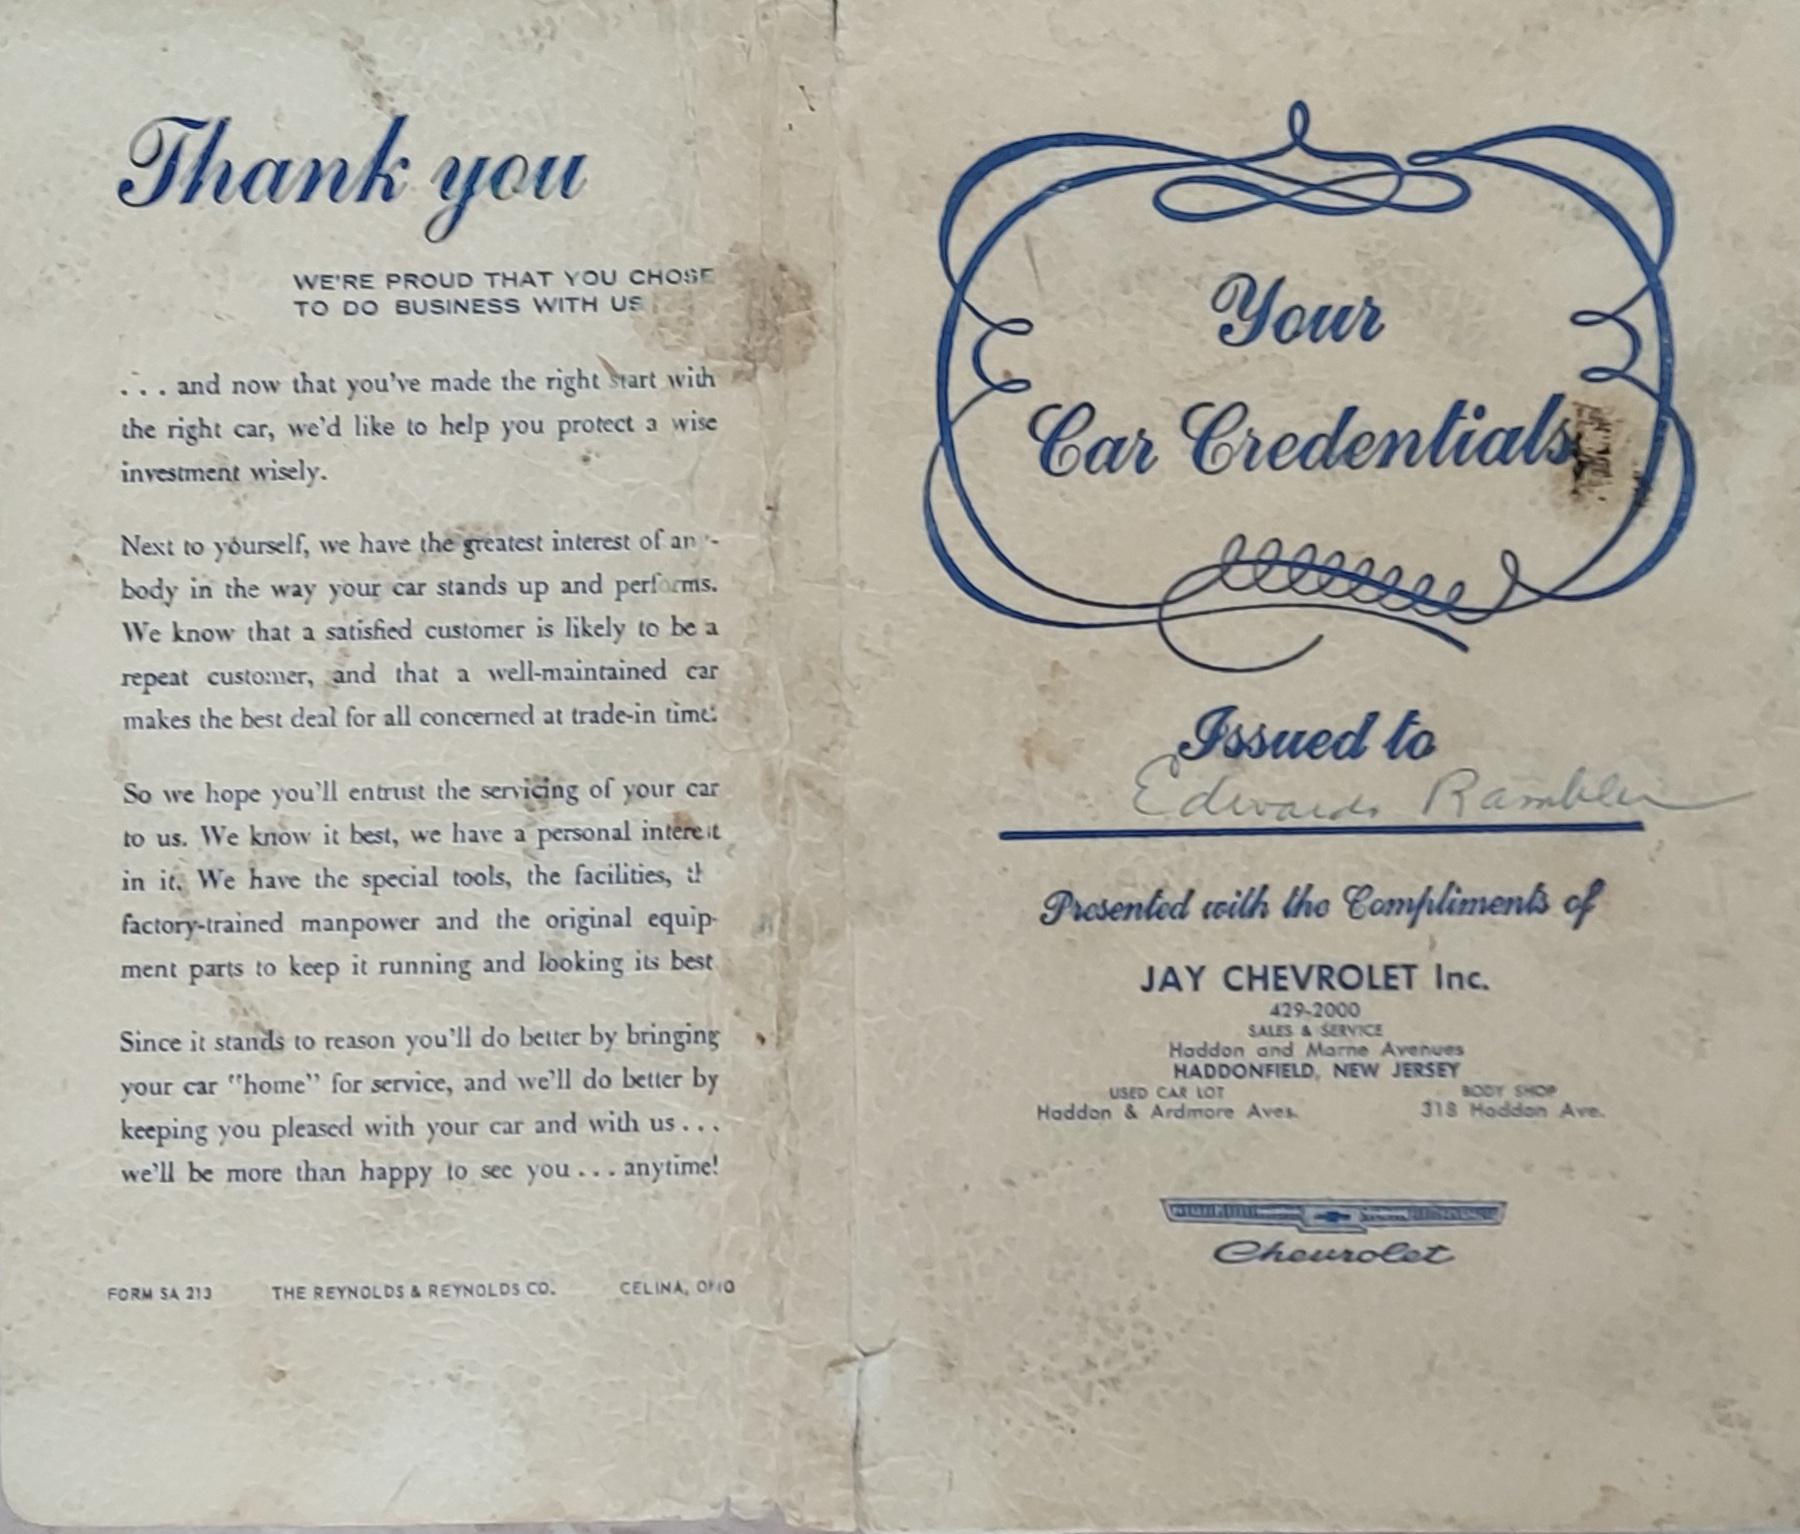 Thank you
WE'RE PROUD THAT YOU CHOSE
TO DO BUSINESS WITH US
. . . and now that you've made the right start with
the right car, we'd like to help you protect a wise
investment wisely.
Next to yourself, we have the greatest interest of any-
body in the way your car stands up and performs.
We know that a satisfied customer is likely to be a
repeat customer, and that a well-maintained car
makes the best deal for all concerned at trade-in time.
So we hope you'll entrust the servicing of your car
to us. We know it best, we have a personal interest
in it. We have the special tools, the facilities,
factory-trained manpower and the original equip-
ment parts to keep it running and looking its best
Since it stands to reason you'll do better by bringing
your car "home" for service, and we'll do better by
keeping you pleased with your car and with us . . .
we'll be more than happy to see you . . . anytime!
FORM SA 213 THE REYNOLDS & REYNOLDS CO. CELINA, OHIO
Your
Car Credentials
Issued to
Edwards Rambler
Presented with the Compliments of
JAY CHEVROLET Inc.
429-2000
SALES & SERVICE
Haddon and Marne Avenues
HADDONFIELD, NEW JERSEY
USED CAR LOT BODY SHOP
Haddon & Ardmore Aves. 318 Haddon Ave.
Chevrolet